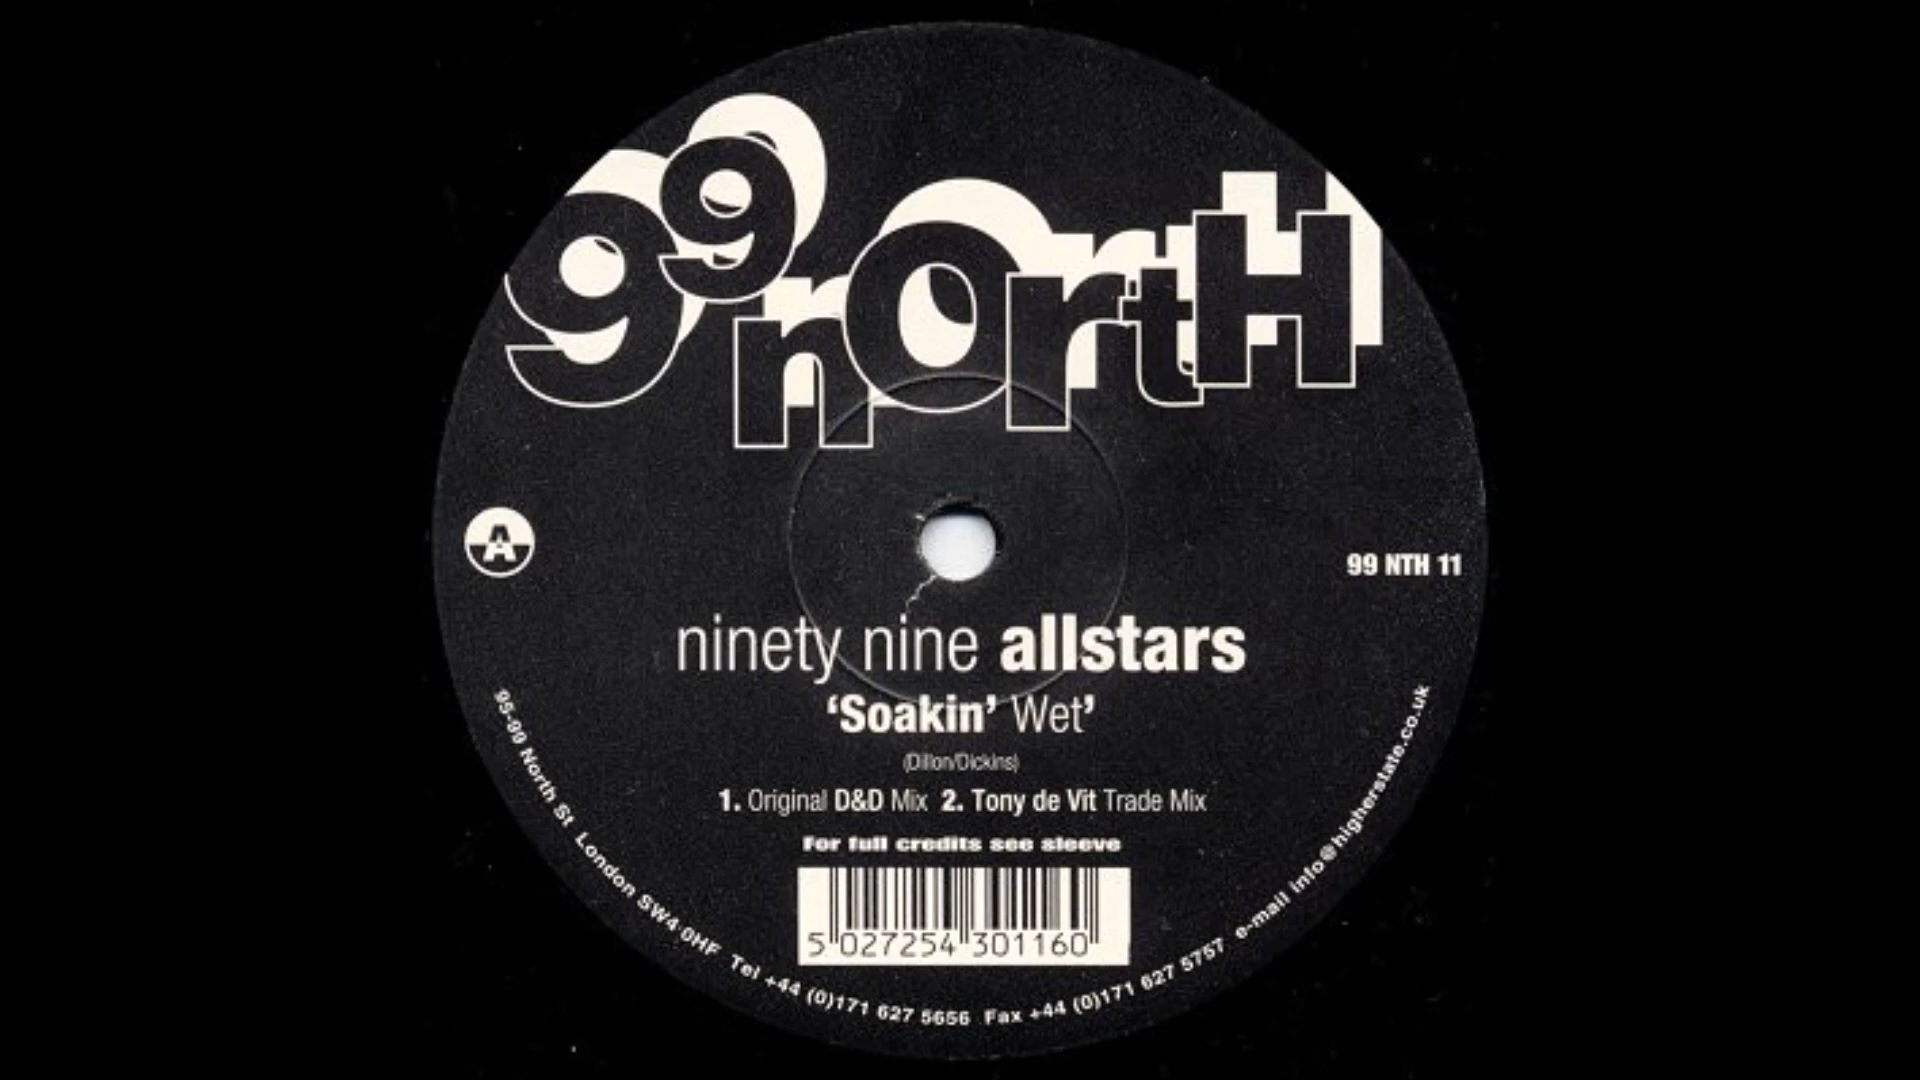 99 nOrtH
A
99 NTH 11
ninety nine allstars
‘Soakin’ Wet’
(Dillon/Dickins)
1. Original D&D Mix 2. Tony de Vit Trade Mix
For full credits see sleeve
5 027254 301160
95-99 North St London SW4 0HF Tel +44 (0)171 627 5656 Fax +44 (0)171 627 5757 e-mail info@higherstate.co.uk